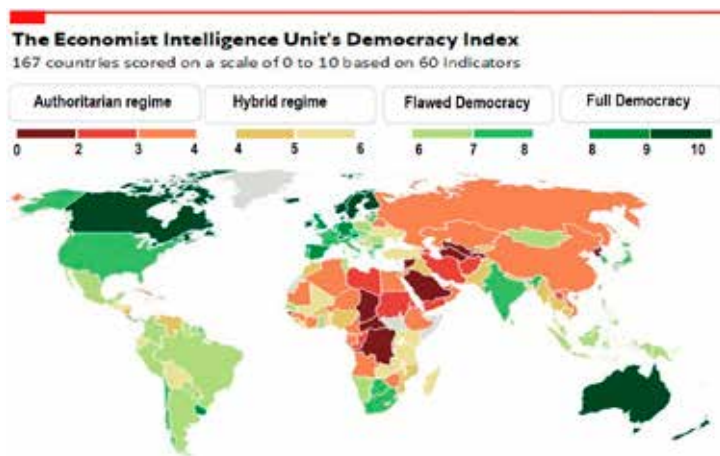 The Economist Intelligence Unit's Democracy Index
167 countries scored on a scale of 0 to 10 based on 60 Indicators
Authoritarian regime Hybrid regime Flawed Democracy Full Democracy
0 2 3 4 4 5 6 6 7 8 8 9 10